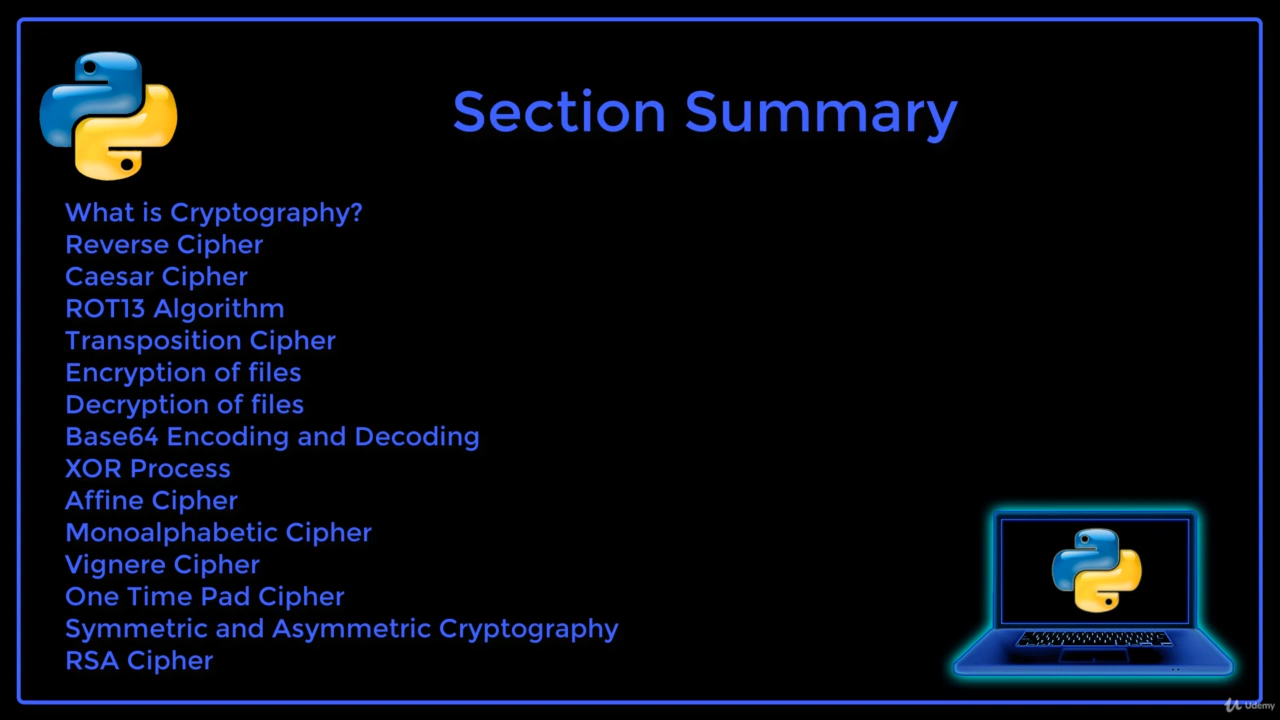 Section Summary
What is Cryptography?
Reverse Cipher
Caesar Cipher
ROT13 Algorithm
Transposition Cipher
Encryption of files
Decryption of files
Base64 Encoding and Decoding
XOR Process
Affine Cipher
Monoalphabetic Cipher
Vignere Cipher
One Time Pad Cipher
Symmetric and Asymmetric Cryptography
RSA Cipher
Udemy